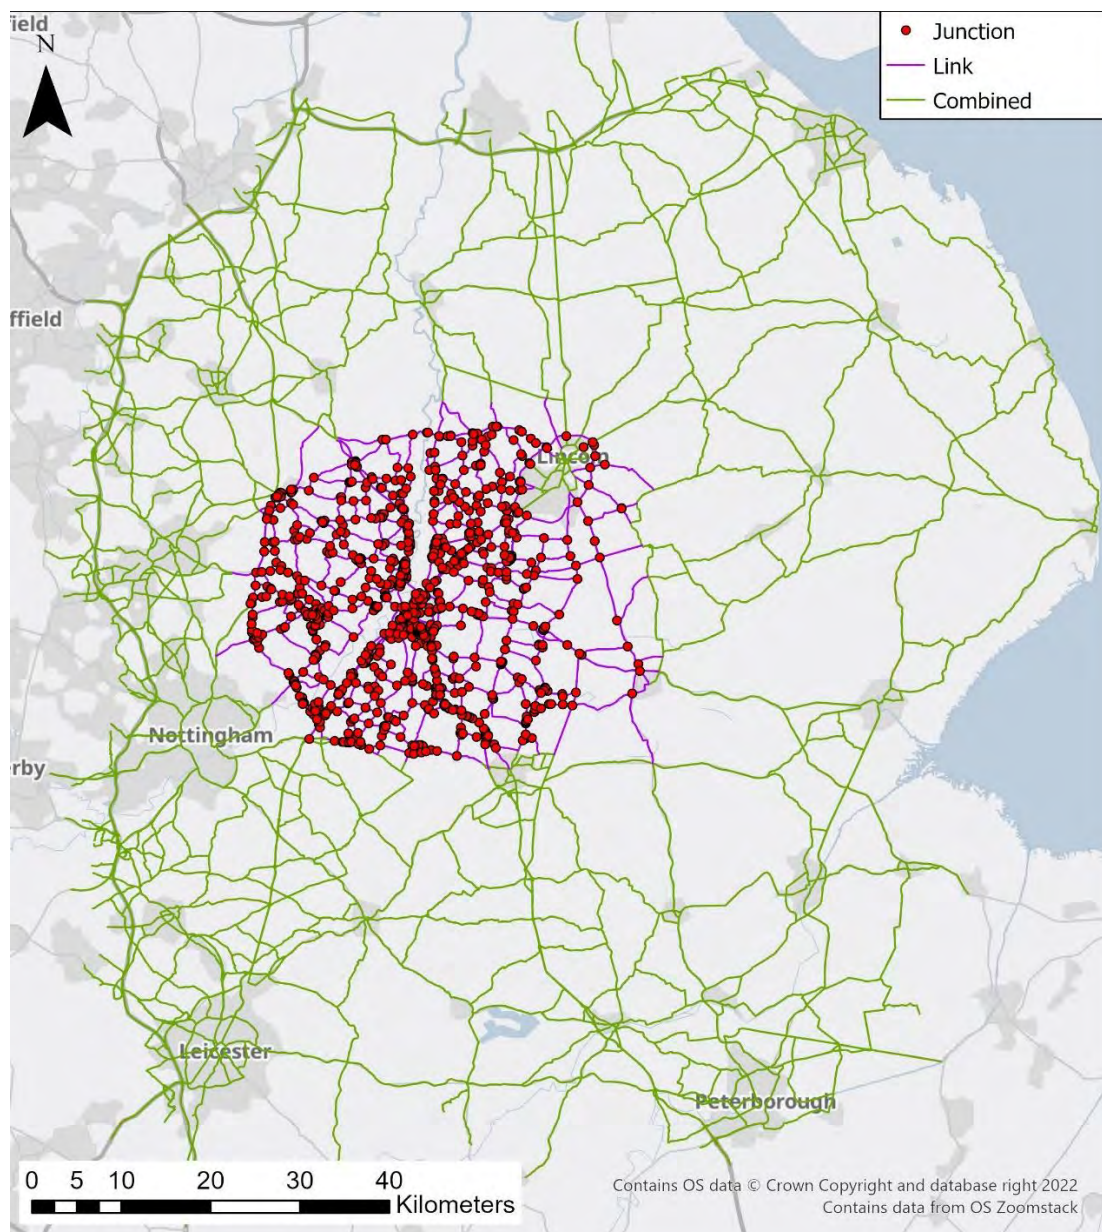 field
N
Junction
Link
Combined
ffield
Lincoln
Nottingham
erby
Leicester
Peterborough
0 5 10 20 30 40
Kilometers
Contains OS data © Crown Copyright and database right 2022
Contains data from OS Zoomstack